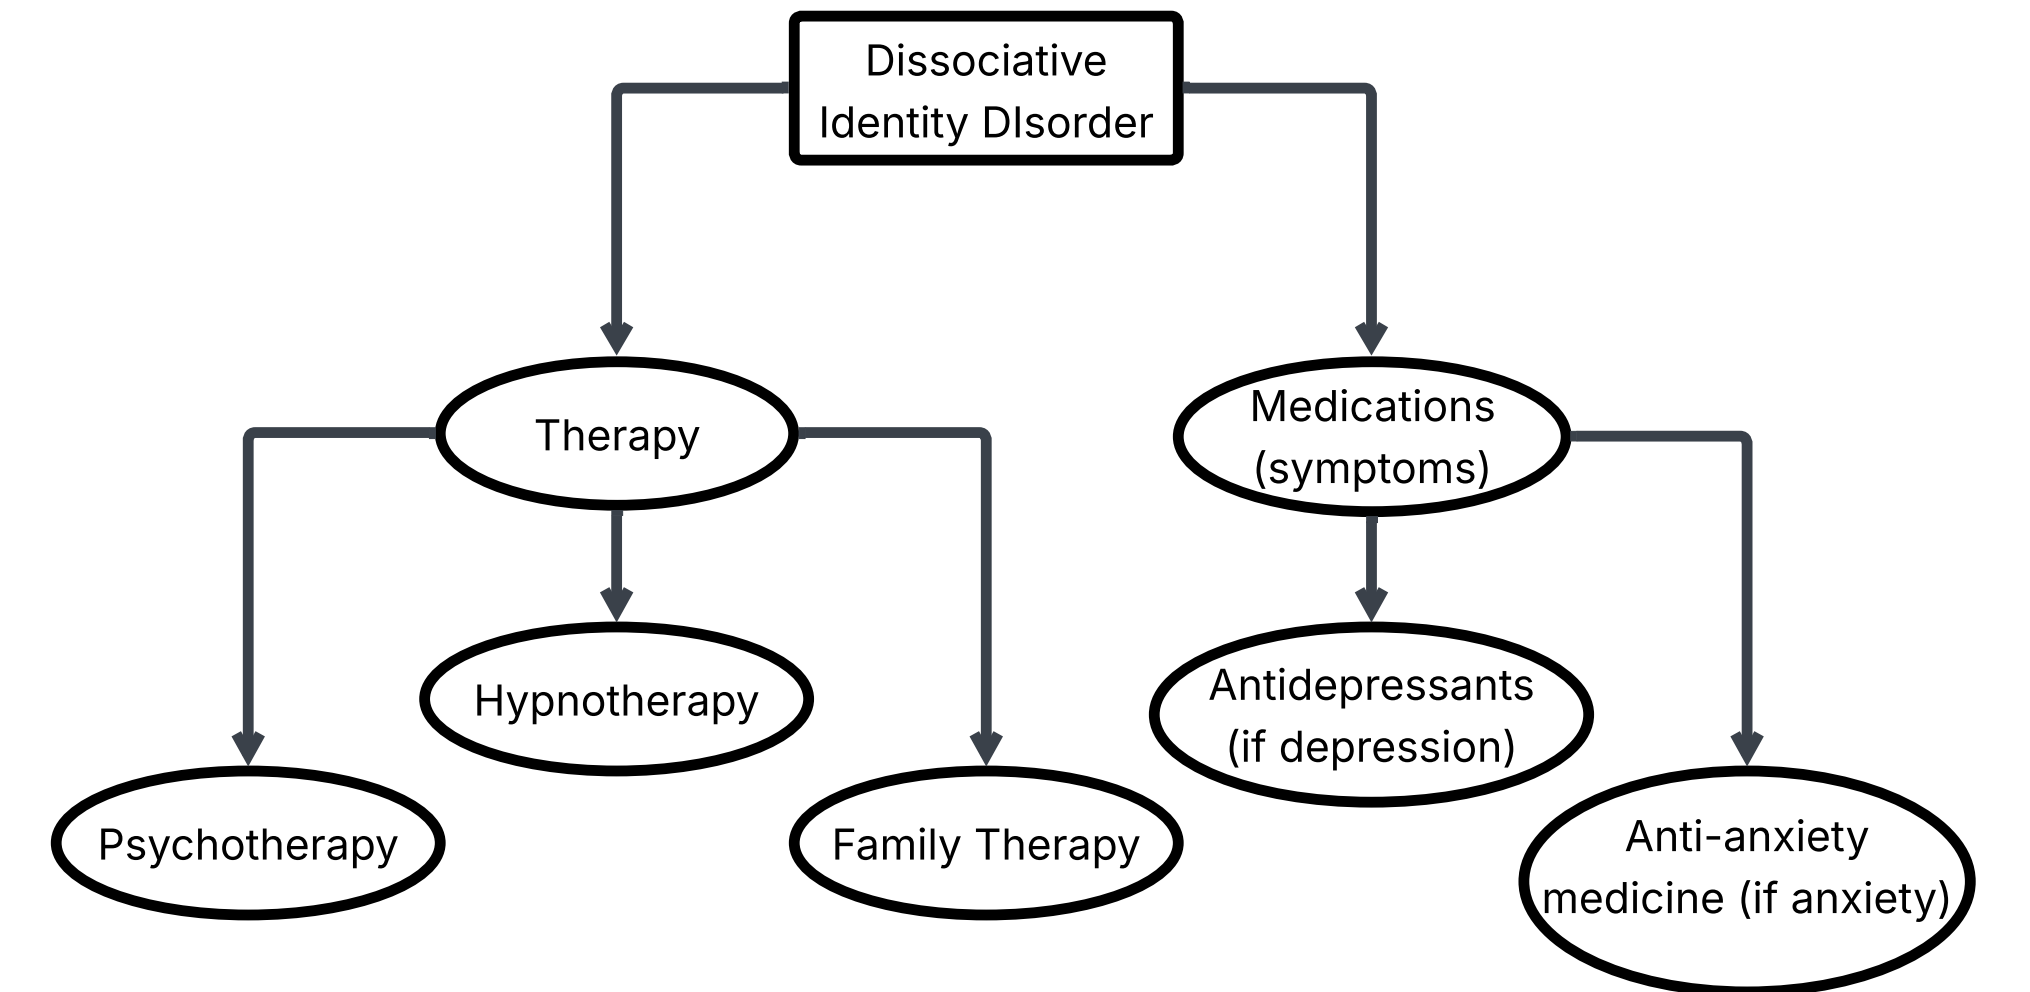 Dissociative
Identity DIsorder
Therapy
Medications
(symptoms)
Hypnotherapy
Antidepressants
(if depression)
Psychotherapy
Family Therapy
Anti-anxiety
medicine (if anxiety)